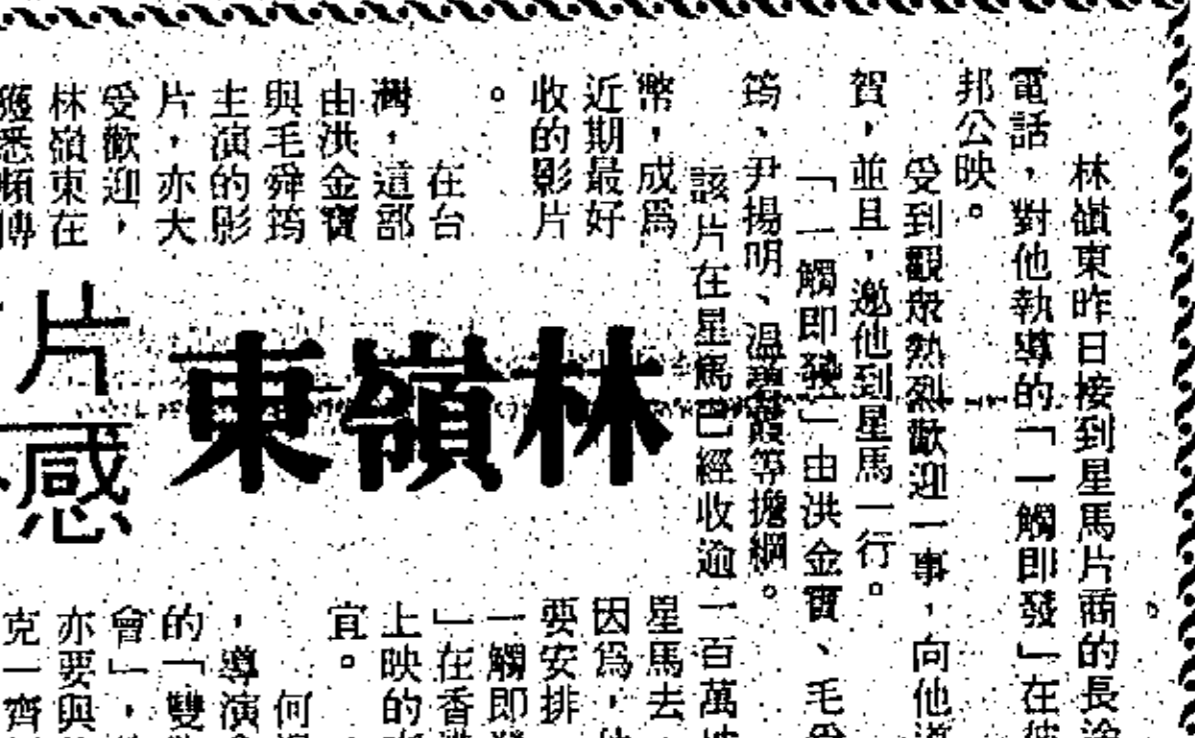 林嶺東昨日接到星馬片商的長途
電話,對他執導的「一觸即發」在彼
邦公映。
受到觀衆熱烈歡迎一事,向他道
賀,並且,邀他到星馬一行。
「一觸即發」由洪金寶、毛舜
筠、尹揚明、温碧霞等擔綱。
該片在星馬已經收逾一百萬
幣,成爲
近期最好
收的影片
。
在台
灣,這部
由洪金寶
與毛舜筠
主演的影
片,亦大
受歡迎,
林嶺東在
獲悉頻傳
林嶺東
片
感
星馬去
因爲,
要安排
一觸即發
」在香港
上映的
宜。
何
,導演
的「雙
會」,
亦要與
克一齊